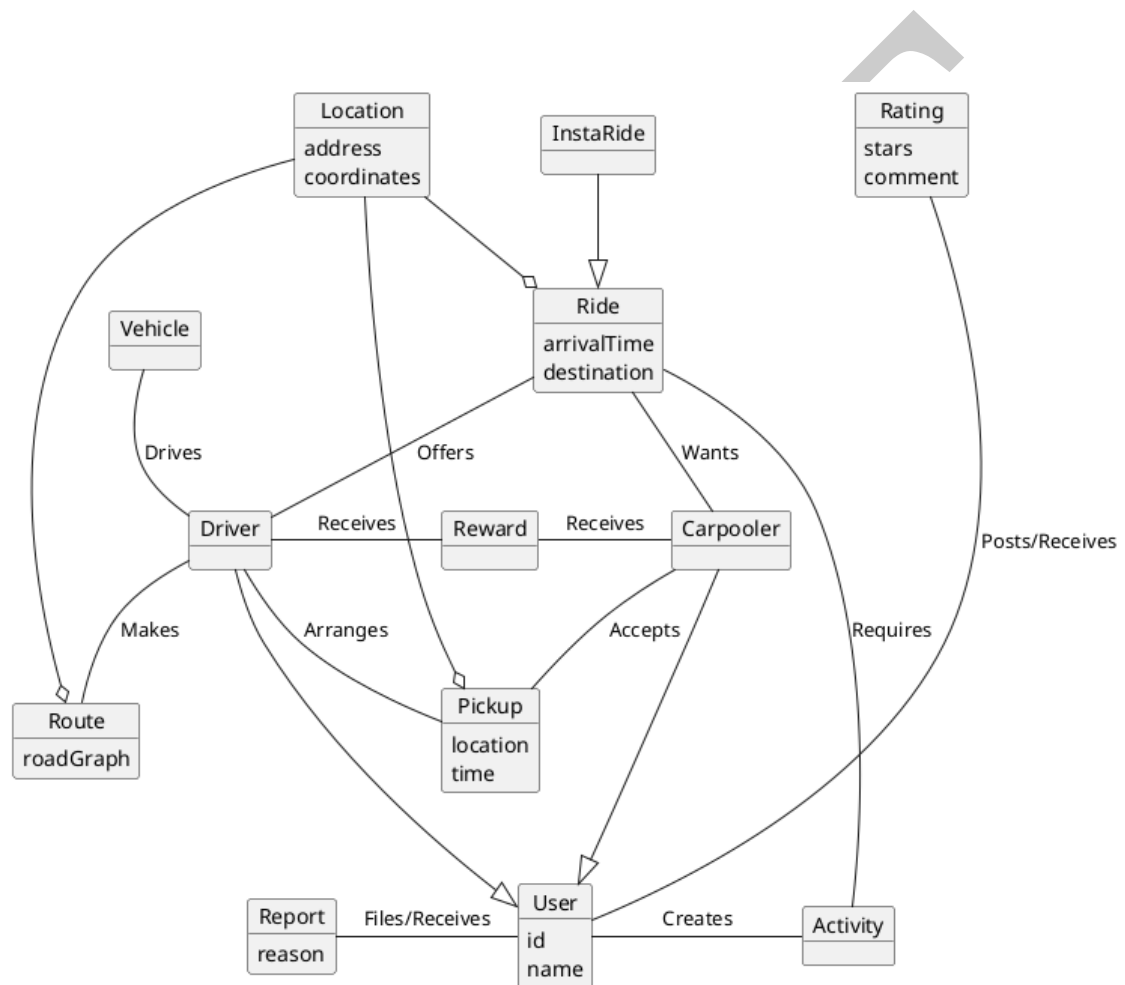 Location
address
coordinates
InstaRide
Rating
stars
comment
Ride
arrivalTime
destination
Vehicle
Drives
Offers
Wants
Driver
Receives
Reward
Receives
Carpooler
Posts/Receives
Makes
Arranges
Accepts
Requires
Route
roadGraph
Pickup
location
time
Report
reason
Files/Receives
User
id
name
Creates
Activity